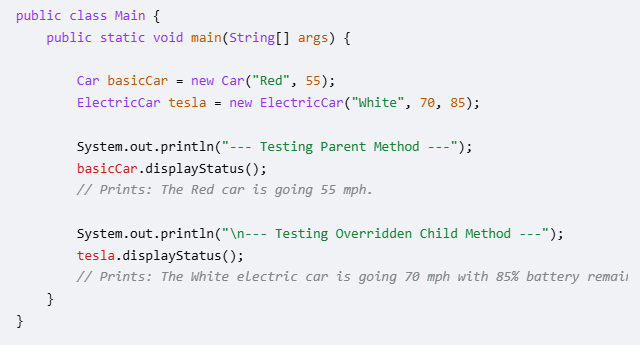 public class Main {
    public static void main(String[] args) {

        Car basicCar = new Car("Red", 55);
        ElectricCar tesla = new ElectricCar("White", 70, 85);

        System.out.println("--- Testing Parent Method ---");
        basicCar.displayStatus();
        // Prints: The Red car is going 55 mph.

        System.out.println("\n--- Testing Overridden Child Method ---");
        tesla.displayStatus();
        // Prints: The White electric car is going 70 mph with 85% battery
    }
}